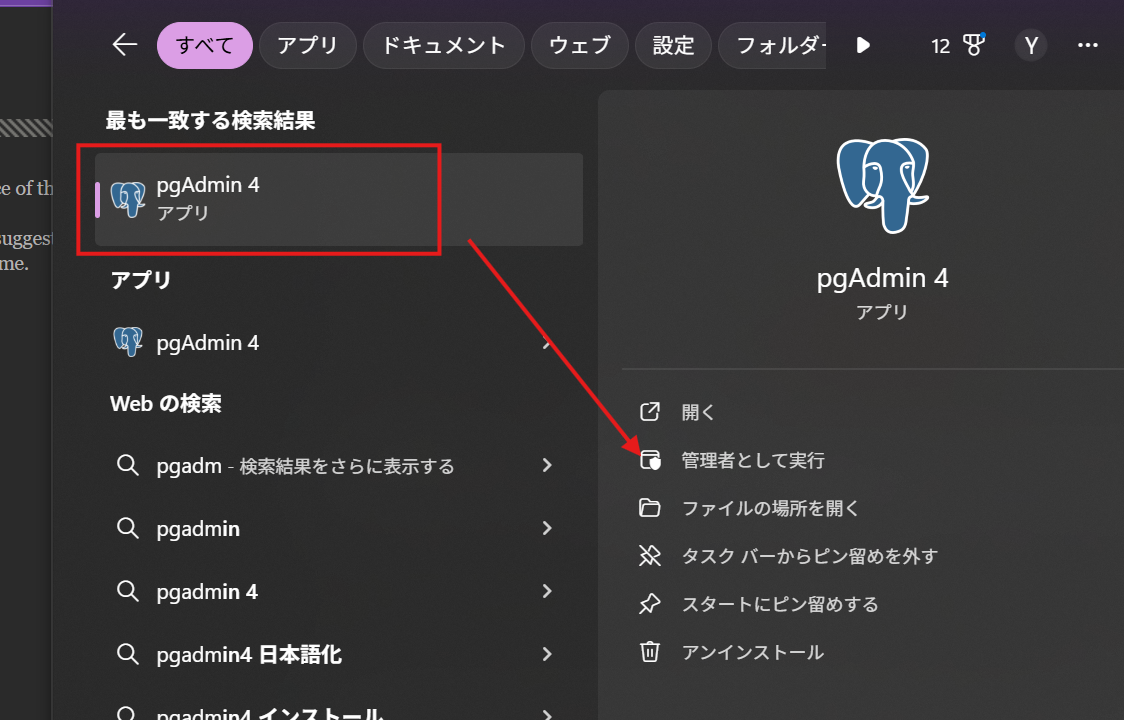 すべて
アプリ
ドキュメント
ウェブ
設定
フォルダー
12
Y
最も一致する検索結果
pgAdmin 4
アプリ
アプリ
pgAdmin 4
Web の検索
pgadm - 検索結果をさらに表示する
pgadmin
pgadmin 4
pgadmin4 日本語化
pgadmin4 インストール
pgAdmin 4
アプリ
開く
管理者として実行
ファイルの場所を開く
タスク バーからピン留めを外す
スタートにピン留めする
アンインストール
e of th
sugges
me.